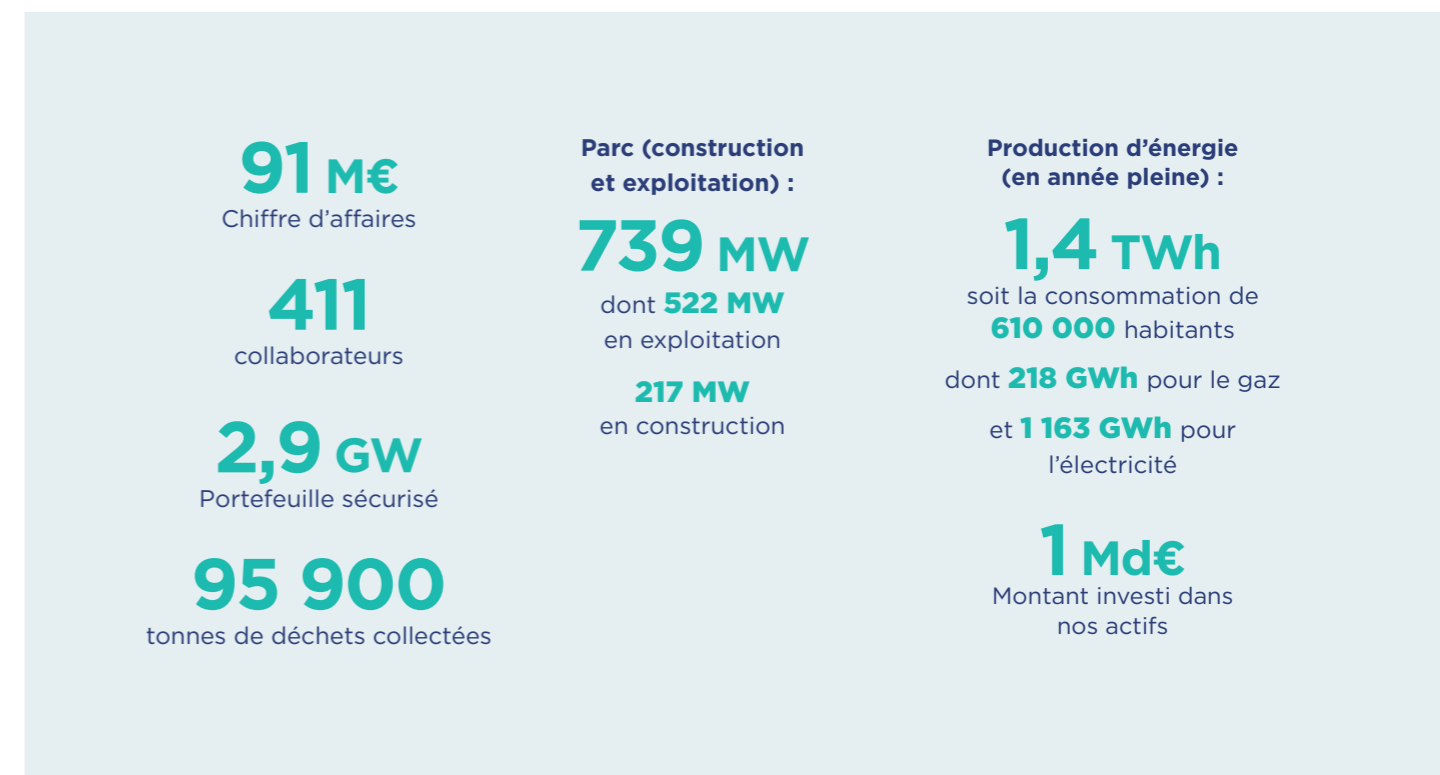 91 M€
Chiffre d’affaires
411
collaborateurs
2,9 GW
Portefeuille sécurisé
95 900
tonnes de déchets collectées
Parc (construction
et exploitation) :
739 MW
dont 522 MW
en exploitation
217 MW
en construction
Production d’énergie
(en année pleine) :
1,4 TWh
soit la consommation de
610 000 habitants
dont 218 GWh pour le gaz
et 1 163 GWh pour
l’électricité
1 Md€
Montant investi dans
nos actifs